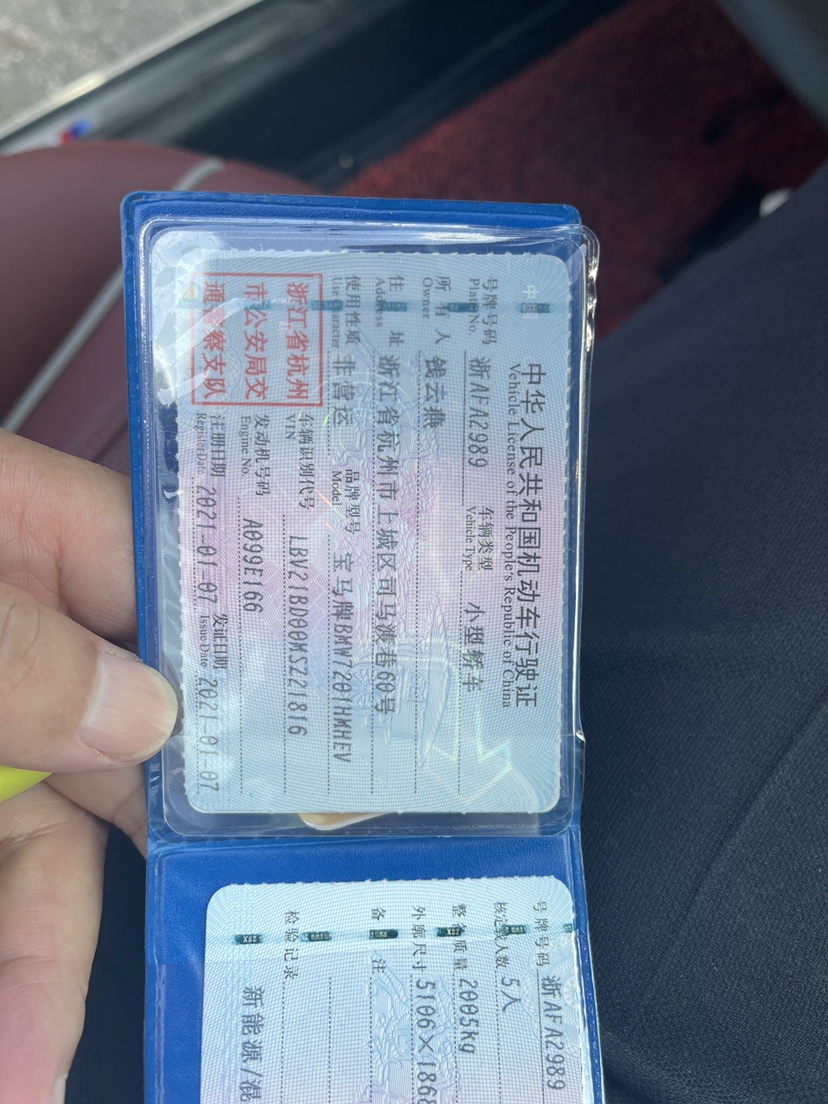 中华人民共和国机动车行驶证
Vehicle License of the People's Republic of China
号牌号码 浙AFA2989 车辆类型 小型轿车
Plate No. Vehicle Type
所有人 钱云燕
Owner
住址 浙江省杭州市上城区司马渡巷60号
Address
使用性质 非营运 品牌型号 宝马牌BMW7201HMHEV
Use Character Model
浙江省杭州
市公安局交
通警察支队
车辆识别代号 LBV21BD00MSZ21816
VIN
发动机号码 A099E166
Engine No.
注册日期 2021-01-07 发证日期 2021-01-07
Register Date Issue Date
号牌号码 浙AFA2989
核定载人数 5人
整备质量 2005kg
外廓尺寸 5106×1868
备注
检验记录
新能源/混